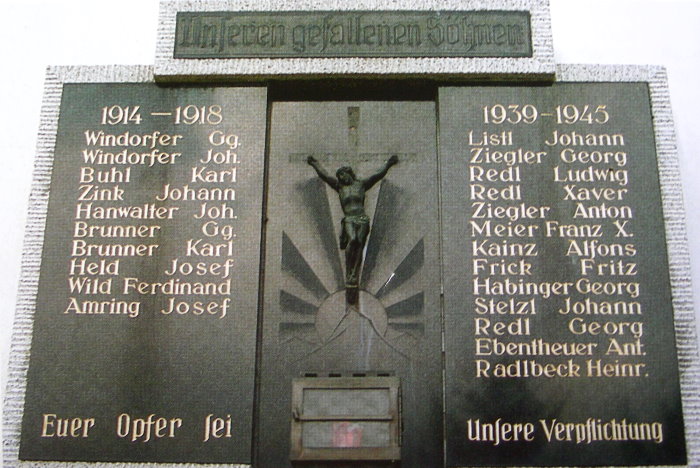 Unseren gefallenen Söhnen
1914 – 1918
Windorfer Gg.
Windorfer Joh.
Buhl Karl
Zink Johann
Hanwalter Joh.
Brunner Gg.
Brunner Karl
Held Josef
Wild Ferdinand
Amring Josef
Euer Opfer sei
1939 - 1945
Listl Johann
Ziegler Georg
Redl Ludwig
Redl Xaver
Ziegler Anton
Meier Franz X.
Kainz Alfons
Frick Fritz
Habinger Georg
Stelzl Johann
Redl Georg
Ebentheuer Ant.
Radlbeck Heinr.
Unsere Verpflichtung